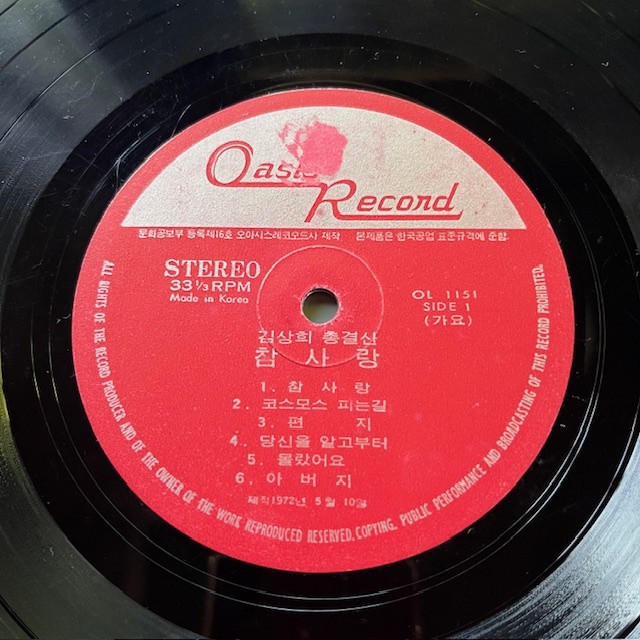 Oasis
Record
문화공보부 등록제16호 오아시스레코오드사 제작 본제품은 한국공업 표준규격에 준함.
STEREO
33 1/3 RPM
Made in Korea
OL 1151
SIDE 1
(가요)
김상희 총결산
참사랑
1. 참사랑
2. 코스모스 피는길
3. 편 지
4. 당신을 알고부터
5. 몰랐어요
6. 아버지
제작1972년 5월 10일
ALL RIGHTS OF THE RECORD PRODUCER AND OF THE OWNER OF THE WORK REPRODUCED RESERVED. COPYING, PUBLIC PERFORMANCE AND BROADCASTING OF THIS RECORD PROHIBITED.